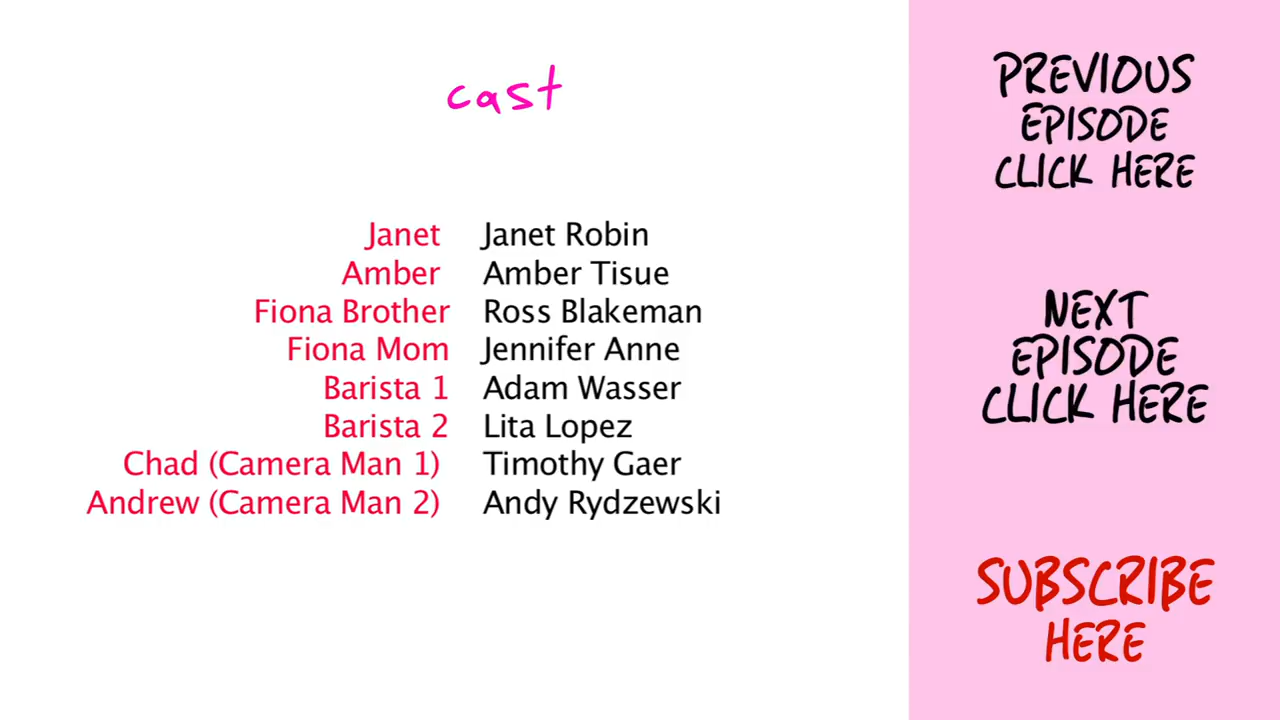 cast
Janet Janet Robin
Amber Amber Tisue
Fiona Brother Ross Blakeman
Fiona Mom Jennifer Anne
Barista 1 Adam Wasser
Barista 2 Lita Lopez
Chad (Camera Man 1) Timothy Gaer
Andrew (Camera Man 2) Andy Rydzewski
PREVIOUS
EPISODE
CLICK HERE
NEXT
EPISODE
CLICK HERE
SUBSCRIBE
HERE